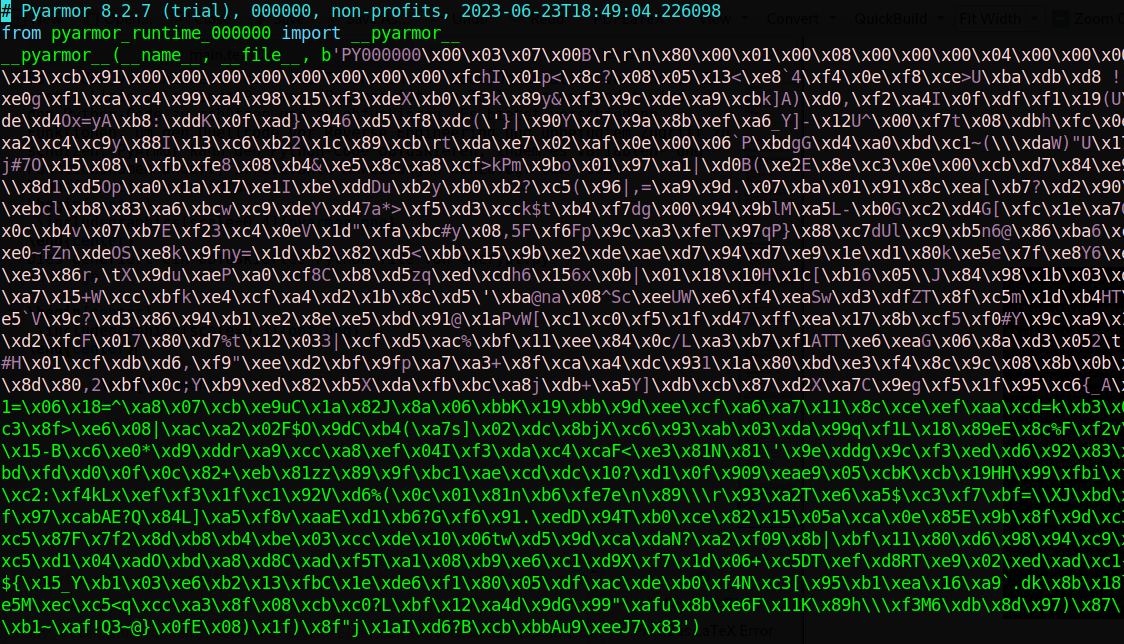 # Pyarmor 8.2.7 (trial), 000000, non-profits, 2023-06-23T18:49:04.226098
from pyarmor_runtime_000000 import __pyarmor__
__pyarmor__(__name__, __file__, b'PY000000\x00\x03\x07\x00B\r\r\n\x80\x00\x01\x00\x08\x00\x00\x00\x04\x00\x00\x00
\x13\xcb\x91\x00\x00\x00\x00\x00\x00\x00\x00\xfchI\x01p<\x8c?\x08\x05\x13<\xe8`4\xf4\x0e\xf8\xce>U\xba\xdb\xd8 !
xe0g\xf1\xca\xc4\x99\xa4\x98\x15\xf3\xdeX\xb0\xf3k\x89y&\xf3\x9c\xde\xa9\xcbk]A)\xd0,\xf2\xa4I\x0f\xdf\xf1\x19(U
de\xd4Ox=yA\xb8:\xddK\x0f\xad}\x946\xd5\xf8\xdc(\'}|\x90Y\xc7\x9a\x8b\xef\xa6_Y]-\x12U^\x00\xf7t\x08\xdbh\xfc\x0e
xa2\xc4\xc9y\x88I\x13\xc6\xb22\x1c\x89\xcb\rt\xda\xe7\x02\xaf\x0e\x00\x06`P\xbdgG\xd4\xa0\xbd\xc1~(\\\xdaW)"U\x17
j#7O\x15\x08\'\xfb\xfe8\x08\xb4&\xe5\x8c\xa8\xcf>kPm\x9bo\x01\x97\xa1|\xd0B(\xe2E\x8e\xc3\x0e\x00\xcb\xd7\x84\xe9
\\x8d1\xd5Op\xa0\x1a\x17\xe1I\xbe\xddDu\xb2y\xb0\xb2?\xc5(\x96|,=\xa9\x9d.\x07\xba\x01\x91\x8c\xea[\xb7?\xd2\x90
\xebcl\xb8\x83\xa6\xbcw\xc9\xdeY\xd47a*>\xf5\xd3\xcck$t\xb4\xf7dg\x00\x94\x9blM\xa5L-\xb0G\xc2\xd4G[\xfc\x1e\xa7
x0c\xb4v\x07\xb7E\xf23\xc4\x0eV\x1d"\xfa\xbc#y\x08,5F\xf6Fp\x9c\xa3\xfeT\x97qP}\x88\xc7dUl\xc9\xb5n6@\x86\xba6
xe0~fZn\xdeOS\xe8k\x9fny=\x1d\xb2\x82\xd5<\xbb\x15\x9b\xe2\xde\xae\xd7\x94\xd7\xe9\x1e\xd1\x80k\xe5e\x7f\xe8Y6
\xe3\x86r,\tX\x9du\xaeP\xa0\xcf8C\xb8\xd5zq\xed\xcdh6\x156x\x0b|\x01\x18\x10H\x1c[\xb16\x05\\J\x84\x98\x1b\x03
\xa7\x15+W\xcc\xbfk\xe4\xcf\xa4\xd2\x1b\x8c\xd5\'\xba@na\x08^Sc\xeeUW\xe6\xf4\xeaSw\xd3\xdfZT\x8f\xc5m\x1d\xb4HT
e5`V\x9c?\xd3\x86\x94\xb1\xe2\x8e\xe5\xbd\x91@\x1aPvW[\xc1\xc0\xf5\x1f\xd47\xff\xea\x17\x8b\xcf5\xf0#Y\x9c\xa9
\xd2\xfcF\x017\x80\xd7%t\x12\x033|\xcf\xd5\xac%\xbf\x11\xee\x84\x0c/L\xa3\xb7\xf1ATT\xe6\xeaG\x06\x8a\xd3\x052\t
#H\x01\xcf\xdb\xd6,\xf9"\xee\xd2\xbf\x9fp\xa7\xa3+\x8f\xca\xa4\xdc\x931\x1a\x80\xbd\xe3\xf4\x8c\x9c\x08\x8b\x0b
\x8d\x80,2\xbf\x0c;Y\xb9\xed\x82\xb5X\xda\xfb\xbc\xa8j\xdb+\xa5Y]\xdb\xcb\x87\xd2X\xa7C\x9eg\xf5\x1f\x95\xc6{_A
1=\x06\x18=^\xa8\x07\xcb\xe9uC\x1a\x82J\x8a\x06\xbbK\x19\xbb\x9d\xee\xcf\xa6\xa7\x11\x8c\xce\xef\xaa\xcd=k\xb3
c3\x8f>\xe6\x08|\xac\xa2\x02F$O\x9dC\xb4(\xa7s]\x02\xdc\x8bjX\xc6\x93\xab\x03\xda\x99q\xf1L\x18\x89eE\x8c%F\xf2v
\x15-B\xc6\xe0*\xd9\xddr\xa9\xcc\xa8\xef\x04I\xf3\xda\xc4\xcaF<\xe3\x81N\x81\'\x9e\xddg\x9c\xf3\xed\xd6\x92\x83
bd\xfd\xd0\x0f\x0c\x82+\xeb\x81zz\x89\x9f\xbc1\xae\xcd\xdc\x10?\xd1\x0f\x909\xeae9\x05\xcbK\xcb\x19HH\x99\xfbi
\xc2:\xf4kLx\xef\xf3\x1f\xc1\x92V\xd6%(\x0c\x01\x81n\xb6\xfe7e\n\x89\\\r\x93\xa2T\xe6\xa5$\xc3\xf7\xbf=\\XJ\xbd
f\x97\xcabAE?Q\x84L]\xa5\xf8v\xaaE\xd1\xb6?G\xf6\x91.\xedD\x94T\xb0\xce\x82\x15\x05a\xca\x0e\x85E\x9b\x8f\x9d\xc3
xc5\x87F\x7f2\x8d\xb8\xb4\xbe\x03\xcc\xde\x10\x06tw\xd5\x9d\xca\xdaN?\xa2\xf09\x8b|\xbf\x11\x80\xd6\x98\x94\xc9
xc5\xd1\x04\xadO\xbd\xa8\xd8C\xad\xf5T\xa1\x08\xb9\xe6\xc1\xd9X\xf7\x1d\x06+\xc5DT\xef\xd8RT\xe9\x02\xed\xad\xc1
${\x15_Y\xb1\x03\xe6\xb2\x13\xfbC\x1e\xde6\xf1\x80\x05\xdf\xac\xde\xb0\xf4N\xc3[\x95\xb1\xea\x16\xa9`.dk\x8b\x18
e5M\xec\xc5<q\xcc\xa3\x8f\x08\xcb\xc0?L\xbf\x12\xa4d\x9dG\x99"\xafu\x8b\xe6F\x11K\x89h\\\xf3M6\xdb\x8d\x97)\x87
\xb1~\xaf!Q3~@}\x0fE\x08)\x1f)\x8f"j\x1aI\xd6?B\xcb\xbbAu9\xeeJ7\x83')